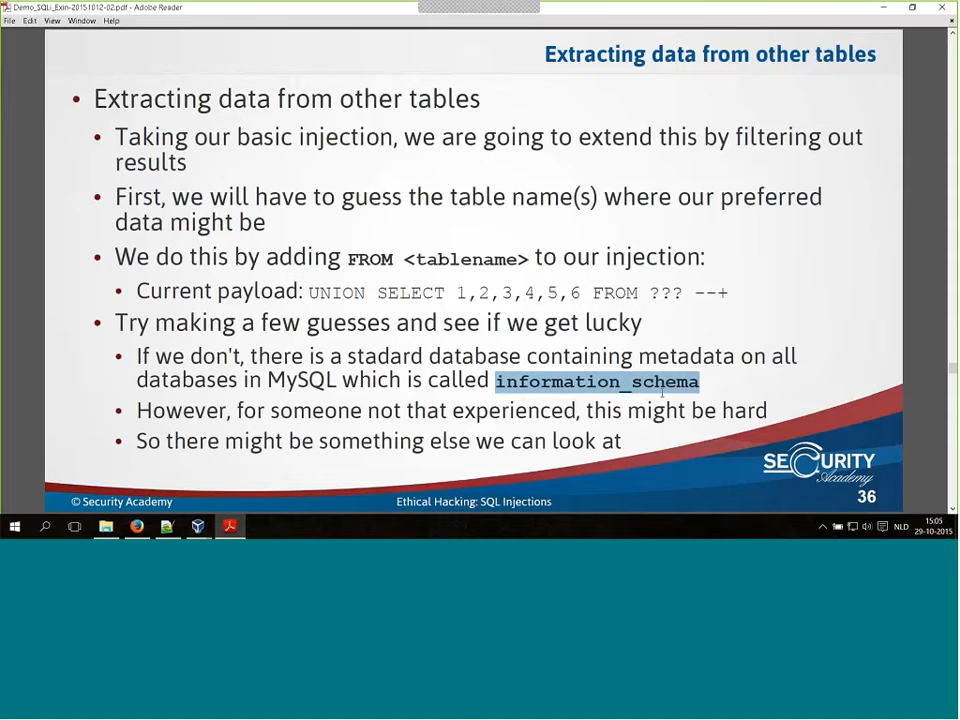 Demo_SQLi_Exin-20151012-02.pdf - Adobe Reader
File Edit View Window Help
Extracting data from other tables
• Extracting data from other tables
• Taking our basic injection, we are going to extend this by filtering out
results
• First, we will have to guess the table name(s) where our preferred
data might be
• We do this by adding FROM <tablename> to our injection:
• Current payload: UNION SELECT 1,2,3,4,5,6 FROM ??? --+
• Try making a few guesses and see if we get lucky
• If we don't, there is a stadard database containing metadata on all
databases in MySQL which is called information_schema
• However, for someone not that experienced, this might be hard
• So there might be something else we can look at
SECURITY
Academy
© Security Academy
Ethical Hacking: SQL Injections
36
NLD
15:05
29-10-2015